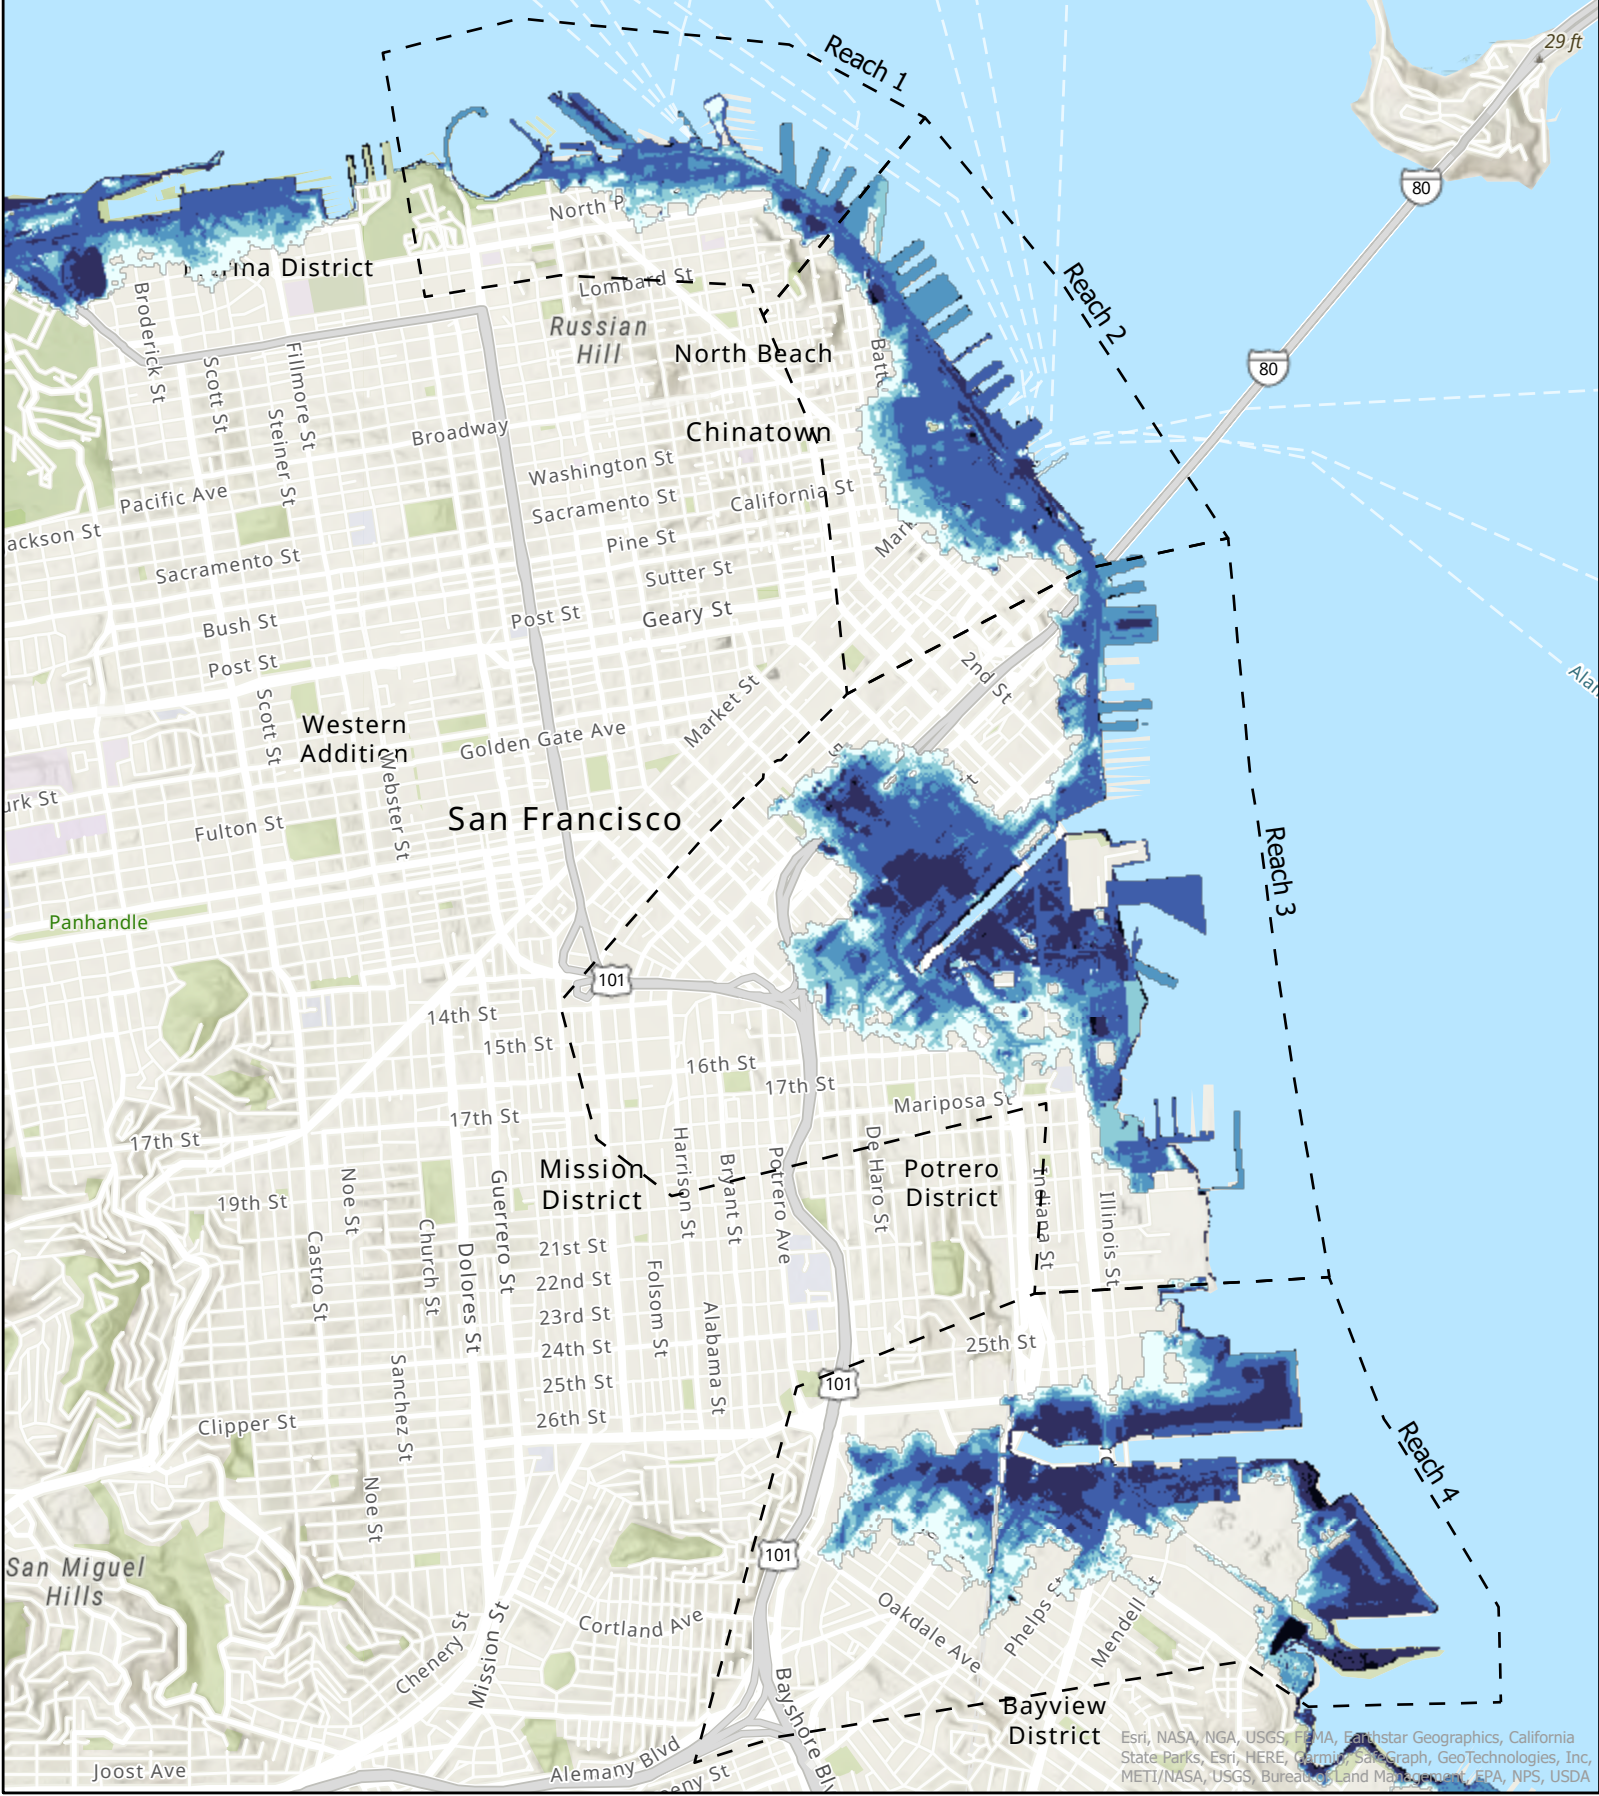 29 ft
Reach 1
80
North P
ina District
Lombard St
Reach 2
Broderick St
Russian
Hill
North Beach
Scott St
Fillmore St
Batt
80
Steiner St
Broadway
Chinatown
Washington St
Pacific Ave
Sacramento St
California St
ackson St
Pine St
Mark
Sacramento St
Sutter St
Bush St
Post St
Geary St
Post St
2nd St
Alam
Scott St
Western
Addition
Golden Gate Ave
Market St
Webster St
urk St
Fulton St
San Francisco
Reach 3
Panhandle
101
14th St
15th St
16th St
17th St
17th St
Mariposa St
17th St
Mission
District
Harrison St
Bryant St
Potrero Ave
De Haro St
Potrero
District
Indiana St
Illinois St
19th St
Noe St
Castro St
Church St
Guerrero St
Dolores St
21st St
22nd St
23rd St
24th St
25th St
26th St
Folsom St
Alabama St
25th St
101
Clipper St
Sanchez St
Noe St
Reach 4
101
San Miguel
Hills
Cortland Ave
Oakdale Ave
Phelps St
Mendell St
Chenery St
Mission St
Bayshore Blv
Bayview
District
Joost Ave
Alemany Blvd
eny St
Esri, NASA, NGA, USGS, FEMA, Earthstar Geographics, California
State Parks, Esri, HERE, Garmin, SafeGraph, GeoTechnologies, Inc,
METI/NASA, USGS, Bureau of Land Management, EPA, NPS, USDA